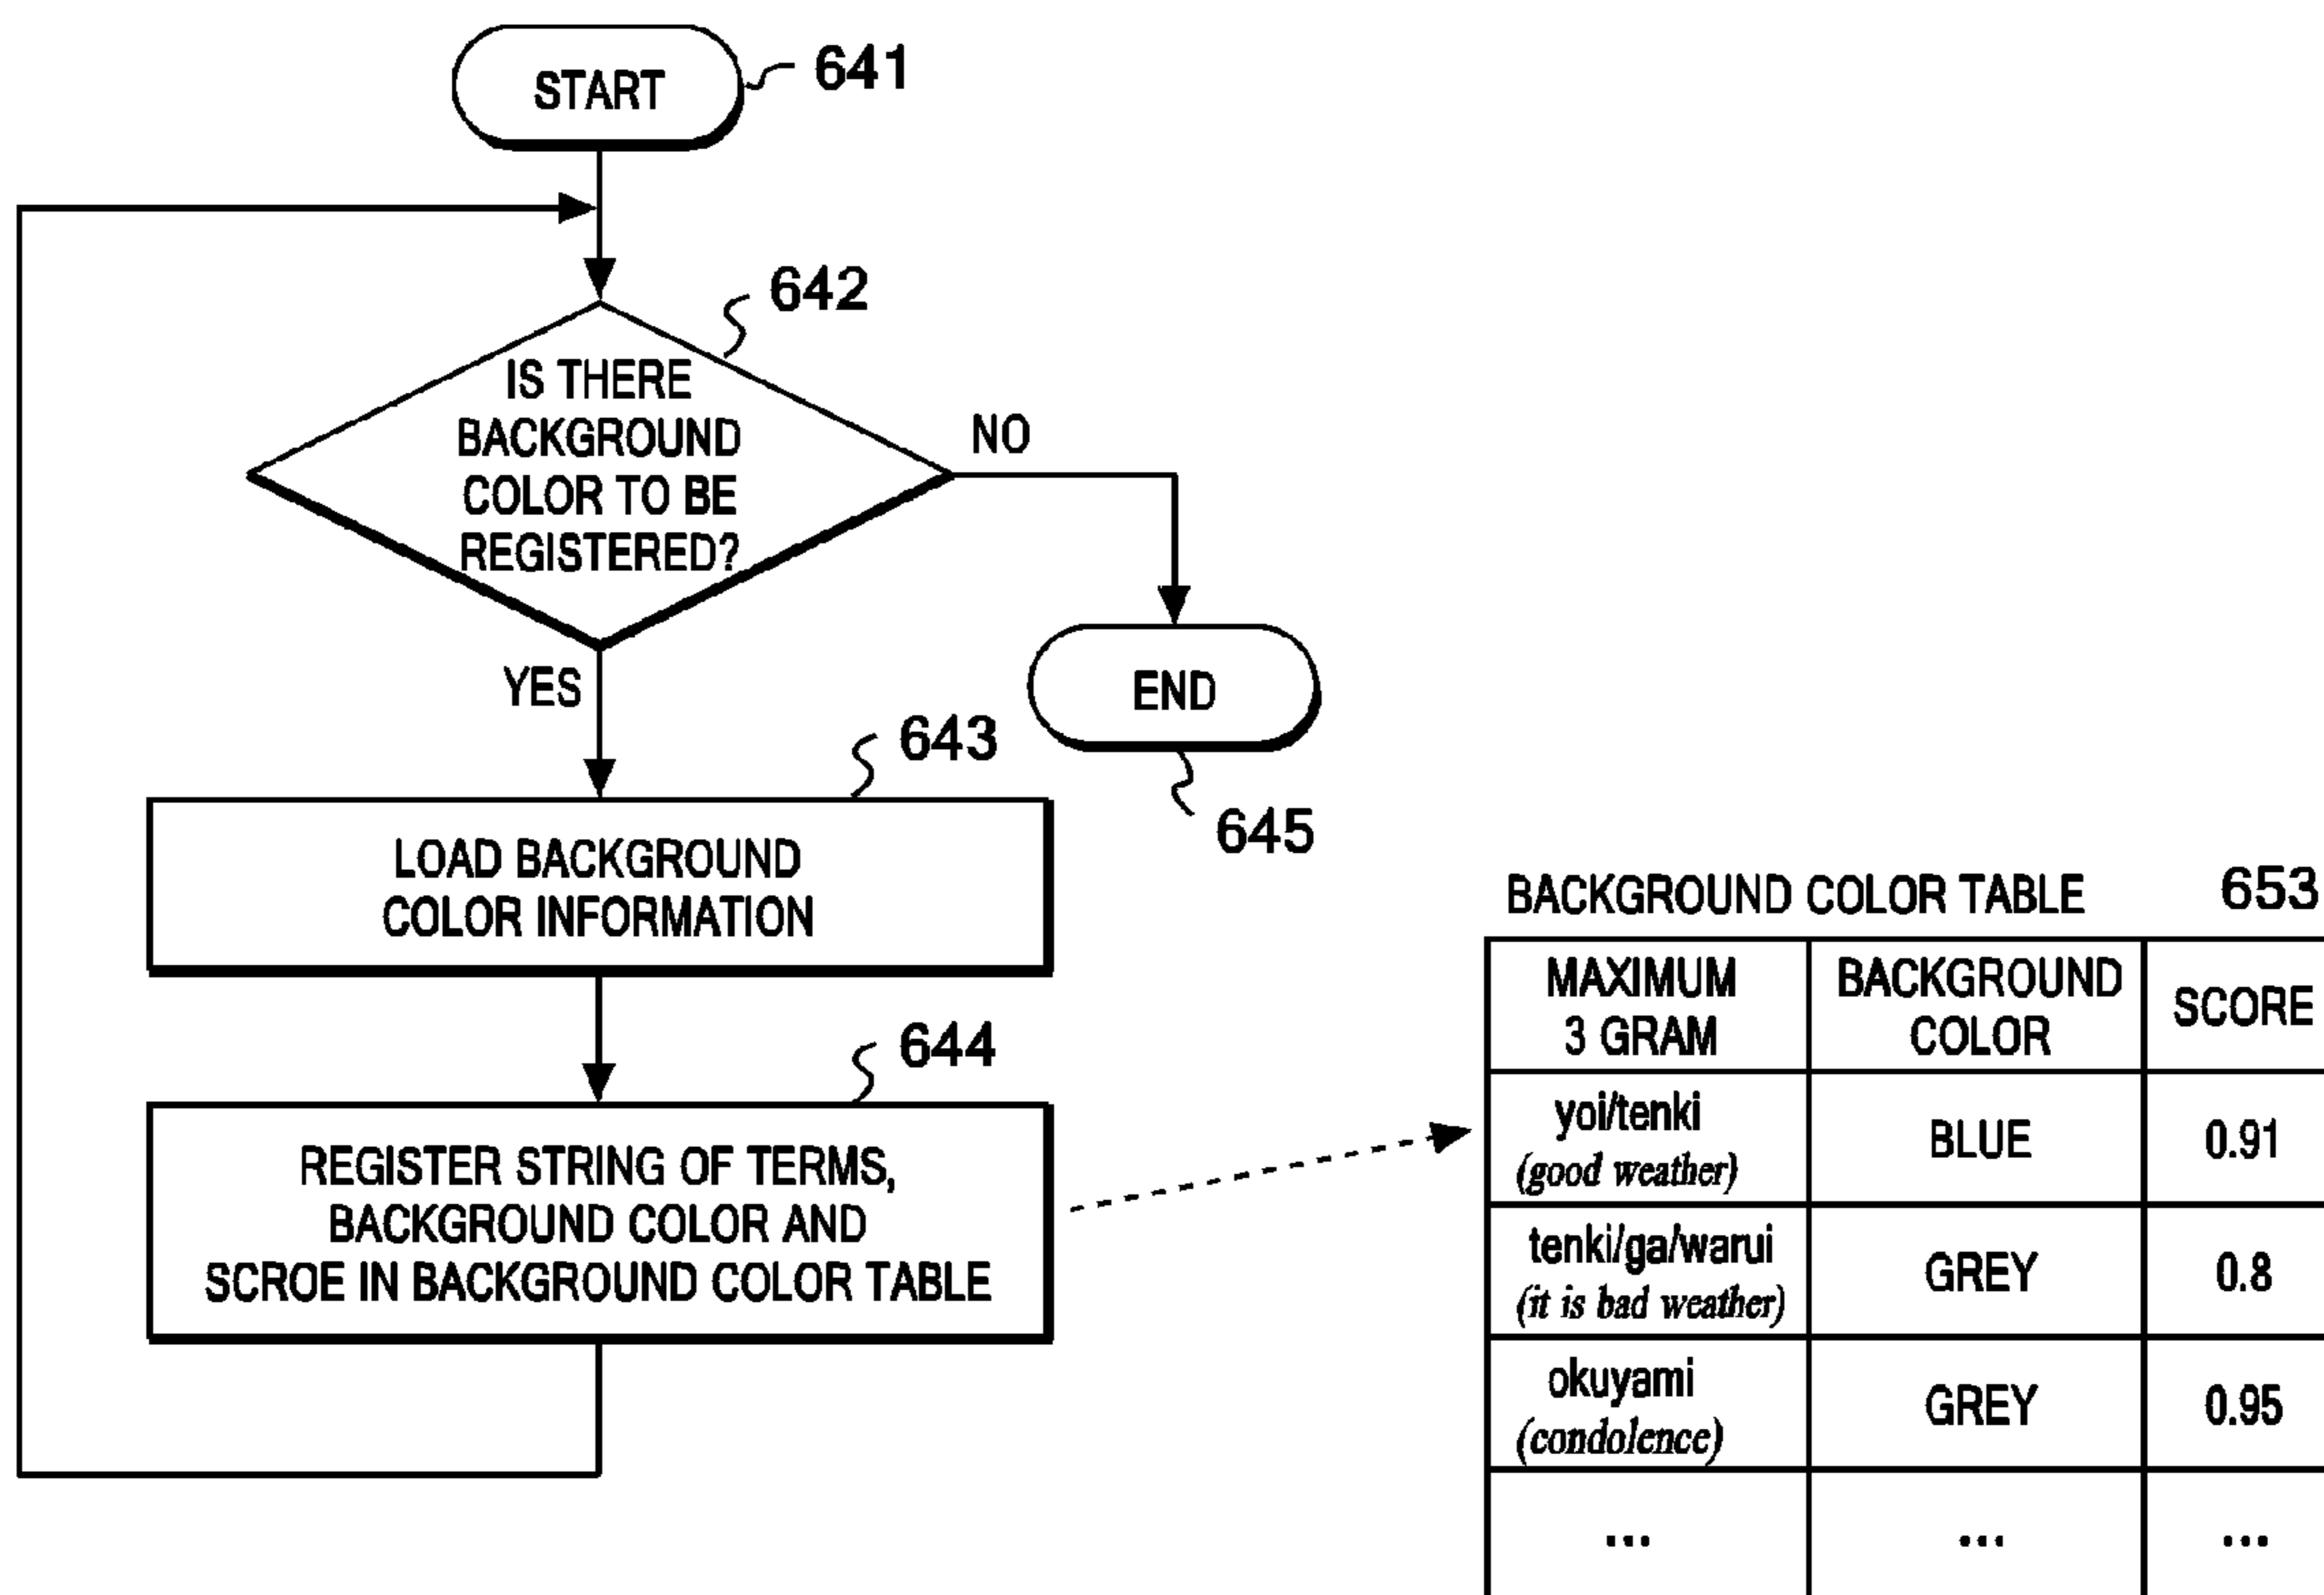 START
641
642
IS THERE
BACKGROUND
COLOR TO BE
REGISTERED?
NO
YES
END
645
643
LOAD BACKGROUND
COLOR INFORMATION
644
REGISTER STRING OF TERMS,
BACKGROUND COLOR AND
SCROE IN BACKGROUND COLOR TABLE
BACKGROUND COLOR TABLE
653
MAXIMUM
3 GRAM
BACKGROUND
COLOR
SCORE
yoi/tenki
(good weather)
BLUE
0.91
tenki/ga/warui
(it is bad weather)
GREY
0.8
okuyami
(condolence)
GREY
0.95
...
...
...